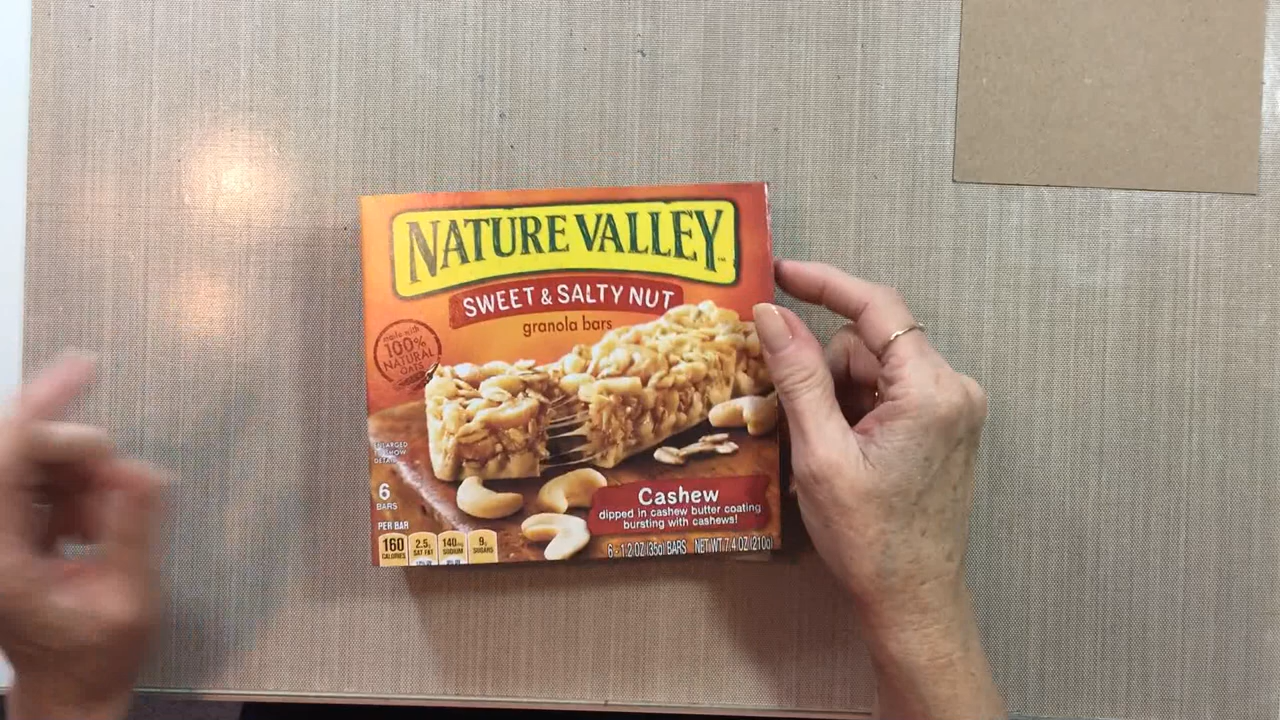 NATURE VALLEY
SWEET & SALTY NUT
granola bars
made with
100%
NATURAL
OATS
ENLARGED
TO SHOW
DETAIL
6
BARS
PER BAR
160
CALORIES
2.5g
SAT FAT
140mg
SODIUM
9g
SUGARS
Cashew
dipped in cashew butter coating
bursting with cashews!
6 - 1.2 OZ (35g) BARS NET WT 7.4 OZ (210g)